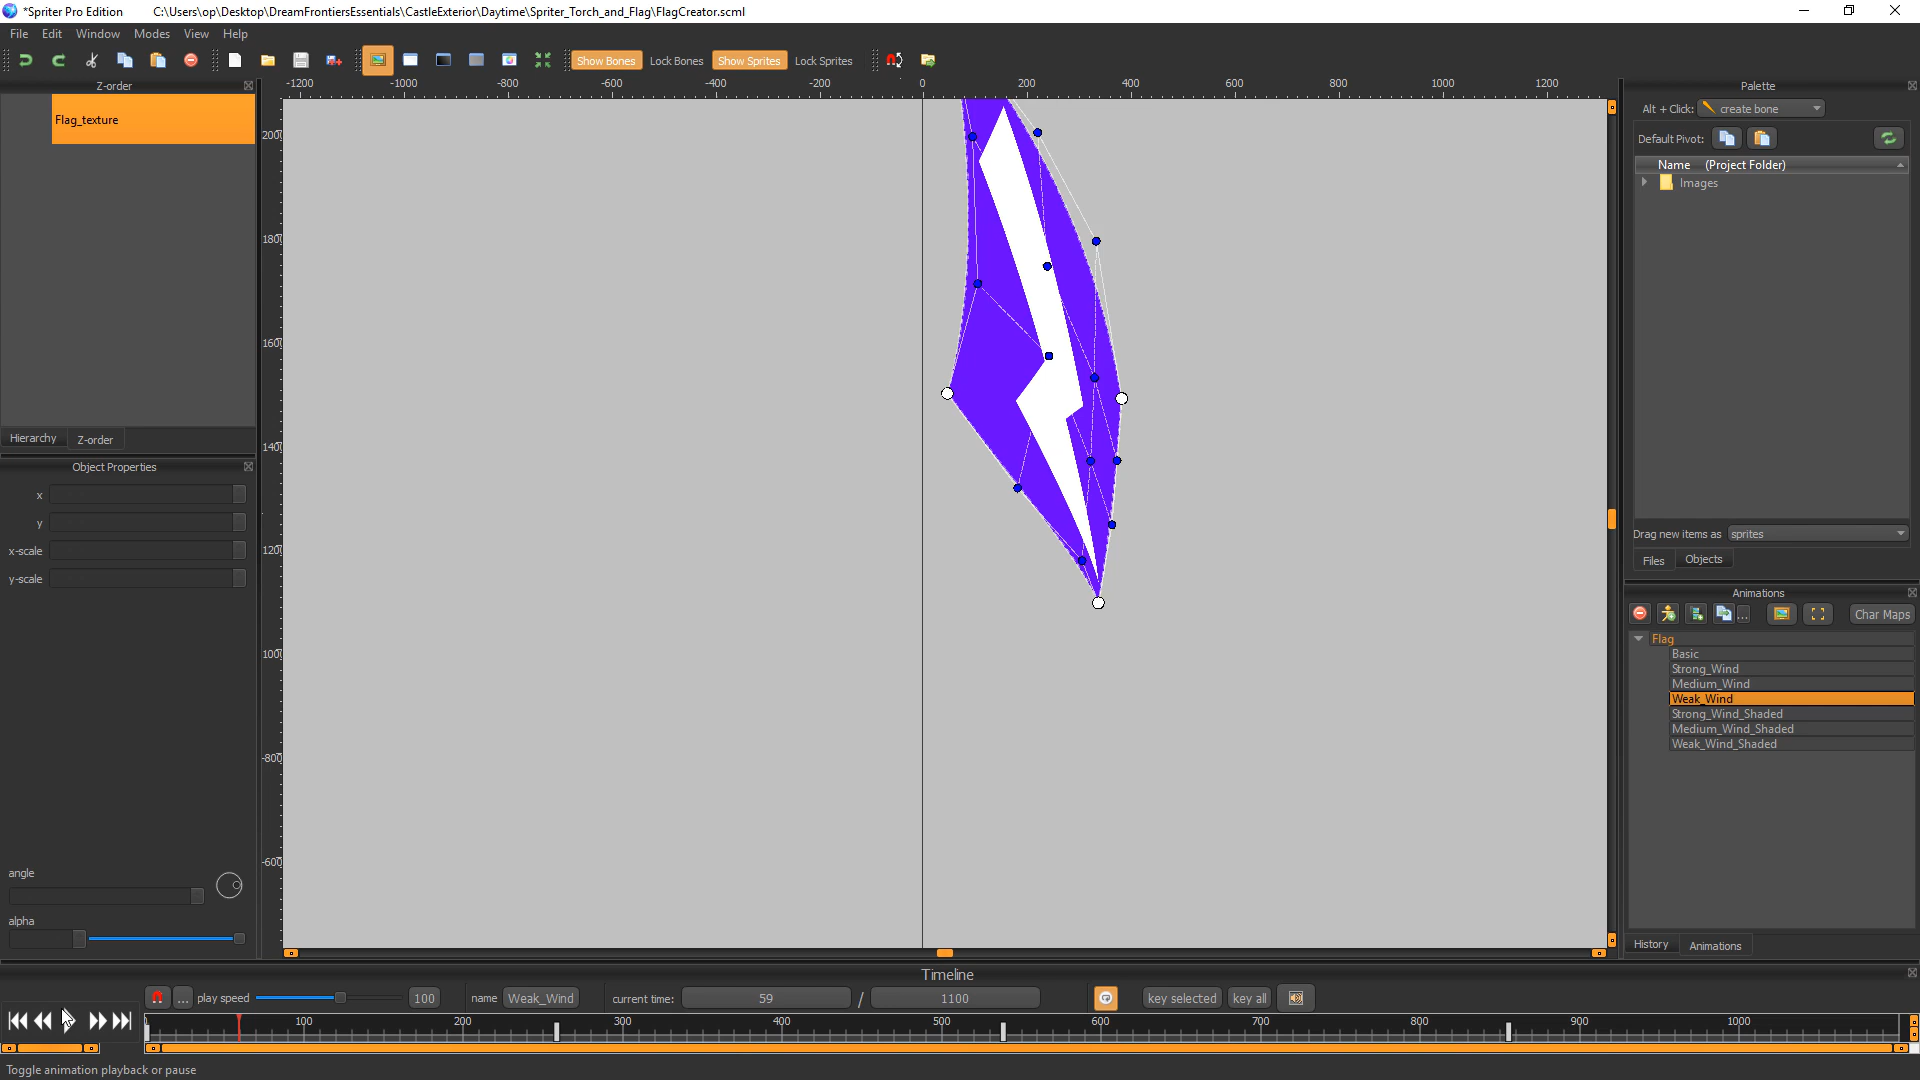 *Spriter Pro Edition C:\Users\op\Desktop\DreamFrontiersEssentials\CastleExterior\Daytime\Spriter_Torch_and_Flag\FlagCreator.scml
File Edit Window Modes View Help
Show Bones Lock Bones Show Sprites Lock Sprites
Z-order
Flag_texture
Hierarchy Z-order
Object Properties
x
y
x-scale
y-scale
angle
alpha
-1200 -1000 -800 -600 -400 -200 0 200 400 600 800 1000 1200
Palette
Alt + Click: create bone
Default Pivot:
Name (Project Folder)
Images
Drag new items as sprites
Files Objects
Animations
... Char Maps
Flag
Basic
Strong_Wind
Medium_Wind
Weak_Wind
Strong_Wind_Shaded
Medium_Wind_Shaded
Weak_Wind_Shaded
History Animations
Timeline
... play speed 100 name Weak_Wind current time: 59 / 1100 key selected key all
100 200 300 400 500 600 700 800 900 1000
Toggle animation playback or pause